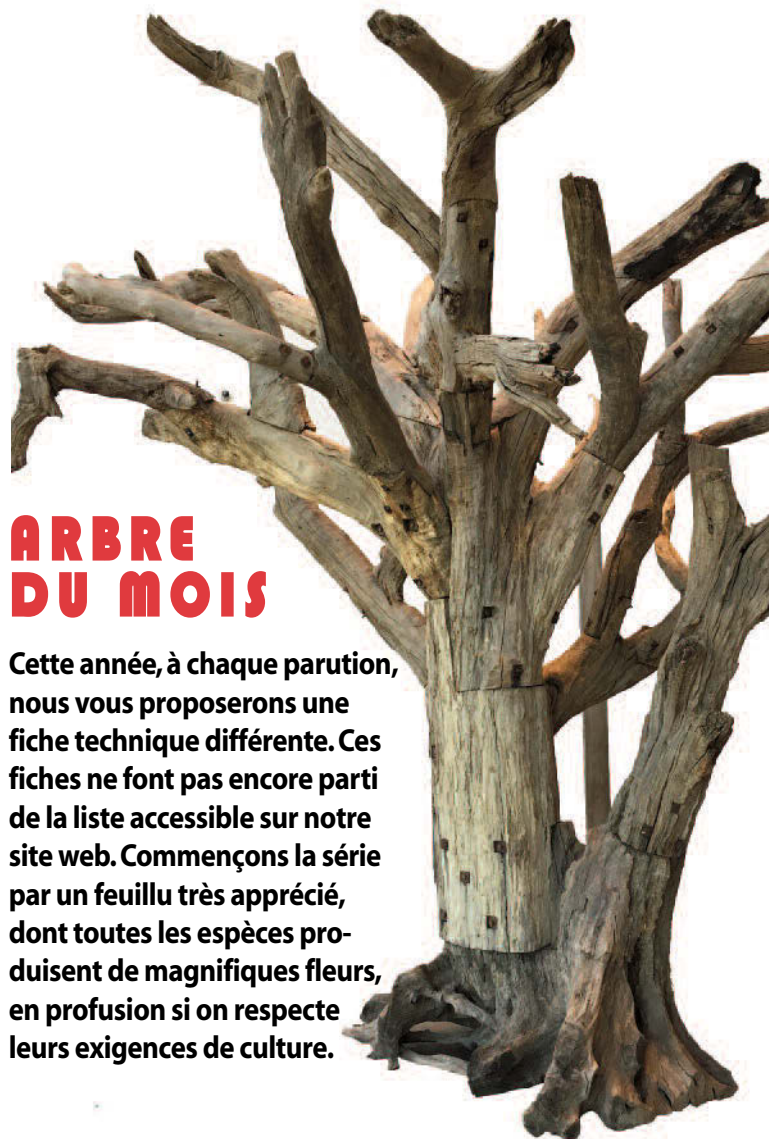 ARBRE
DU MOIS
Cette année, à chaque parution,
nous vous proposerons une
fiche technique différente. Ces
fiches ne font pas encore parti
de la liste accessible sur notre
site web. Commençons la série
par un feuillu très apprécié,
dont toutes les espèces pro-
duisent de magnifiques fleurs,
en profusion si on respecte
leurs exigences de culture.